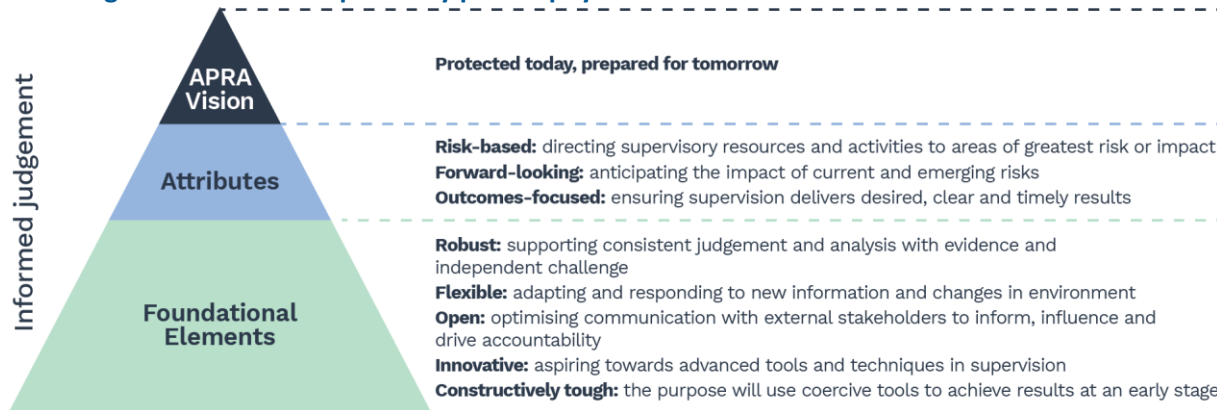 APRA
Vision
Protected today, prepared for tomorrow
Informed judgement
Attributes
Risk-based: directing supervisory resources and activities to areas of greatest risk or impact
Forward-looking: anticipating the impact of current and emerging risks
Outcomes-focused: ensuring supervision delivers desired, clear and timely results
Foundational
Elements
Robust: supporting consistent judgement and analysis with evidence and
independent challenge
Flexible: adapting and responding to new information and changes in environment
Open: optimising communication with external stakeholders to inform, influence and
drive accountability
Innovative: aspiring towards advanced tools and techniques in supervision
Constructively tough: the purpose will use coercive tools to achieve results at an early stage